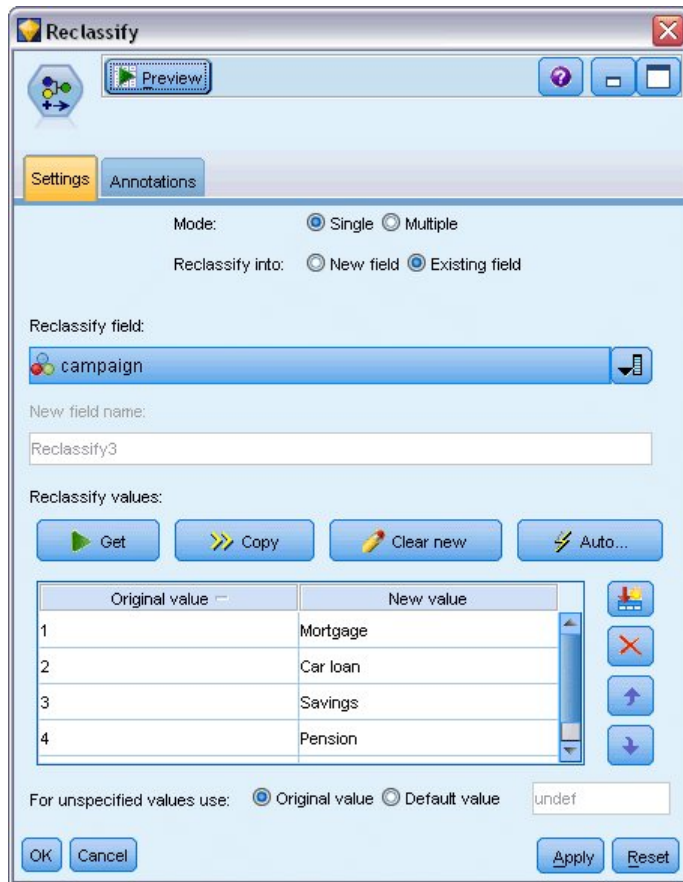 Reclassify
Preview
Settings Annotations
Mode: Single Multiple
Reclassify into: New field Existing field
Reclassify field:
campaign
New field name:
Reclassify3
Reclassify values:
Get Copy Clear new Auto...
Original value New value
1 Mortgage
2 Car loan
3 Savings
4 Pension
For unspecified values use: Original value Default value undef
OK Cancel Apply Reset